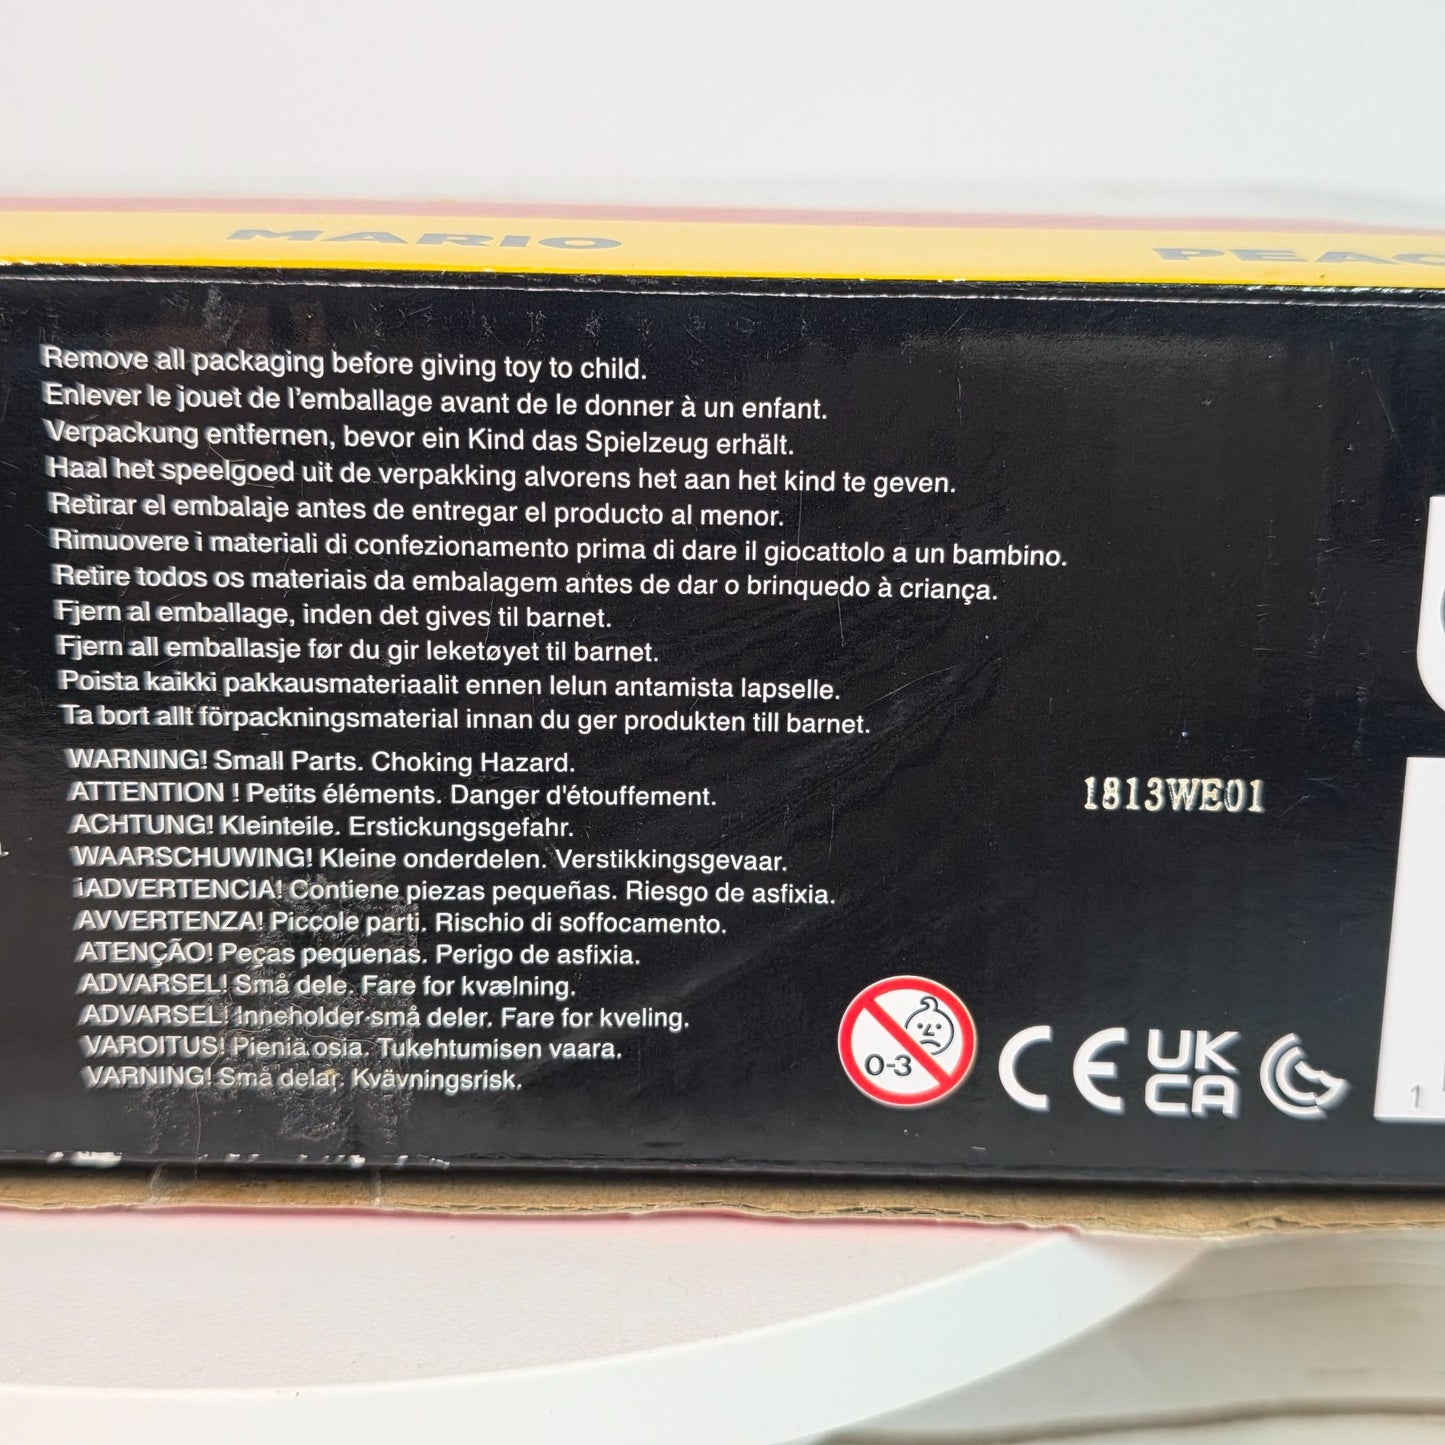 MARIO
Remove all packaging before giving toy to child.
Enlever le jouet de l'emballage avant de le donner à un enfant.
Verpackung entfernen, bevor ein Kind das Spielzeug erhält.
Haal het speelgoed uit de verpakking alvorens het aan het kind te geven.
Retirar el embalaje antes de entregar el producto al menor.
Rimuovere i materiali di confezionamento prima di dare il giocattolo a un bambino.
Retire todos os materiais da embalagem antes de dar o brinquedo à criança.
Fjern al emballage, inden det gives til barnet.
Fjern all emballasje før du gir leketøyet til barnet.
Poista kaikki pakkausmateriaalit ennen lelun antamista lapselle.
Ta bort allt förpackningsmaterial innan du ger produkten till barnet.
WARNING! Small Parts. Choking Hazard.
ATTENTION ! Petits éléments. Danger d'étouffement.
ACHTUNG! Kleinteile. Erstickungsgefahr.
WAARSCHUWING! Kleine onderdelen. Verstikkingsgevaar.
¡ADVERTENCIA! Contiene piezas pequeñas. Riesgo de asfixia.
AVVERTENZA! Piccole parti. Rischio di soffocamento.
ATENÇÃO! Peças pequenas. Perigo de asfixia.
ADVARSEL! Små dele. Fare for kvælning.
ADVARSEL! Inneholder små deler. Fare for kveling.
VAROITUS! Pieniä osia. Tukehtumisen vaara.
VARNING! Små delar. Kvävningsrisk.
1813WE01
0-3
CE
UK
CA
1